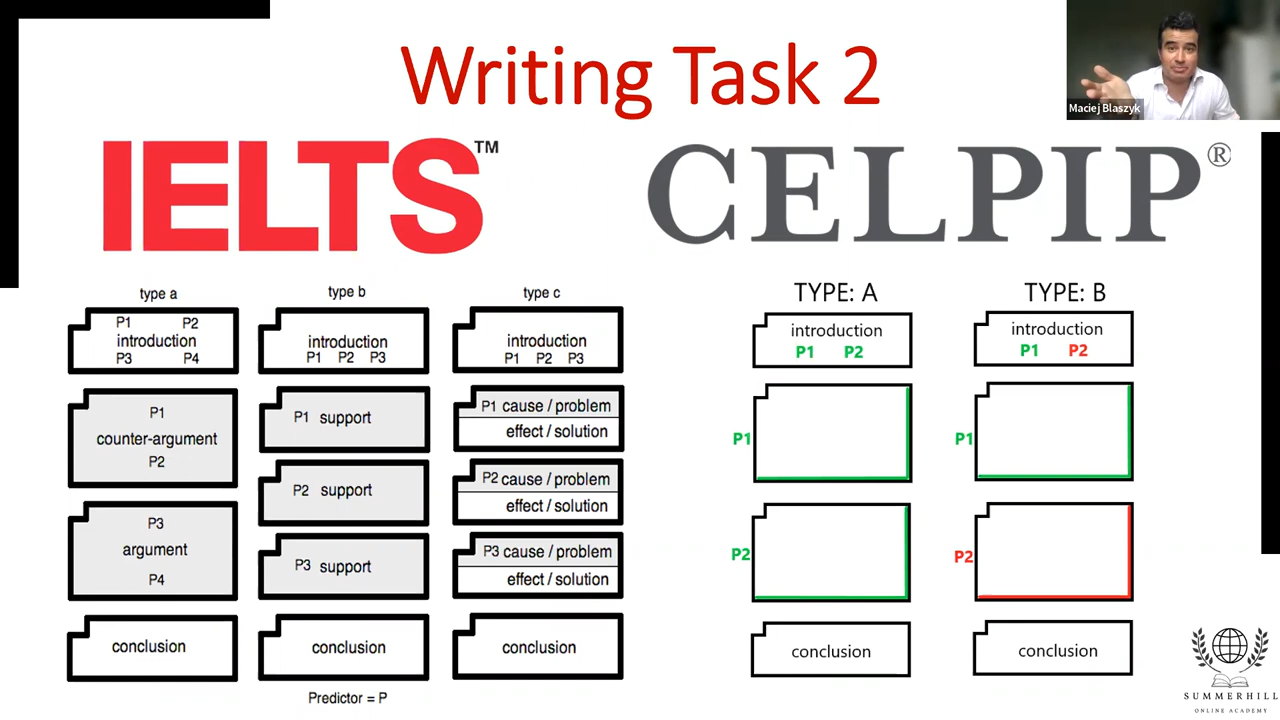 Writing Task 2
Maciej Blaszyk
IELTS™
CELPIP®
type a
P1 P2
introduction
P3 P4
P1
counter-argument
P2
P3
argument
P4
conclusion
type b
introduction
P1 P2 P3
P1 support
P2 support
P3 support
conclusion
Predictor = P
type c
introduction
P1 P2 P3
P1 cause / problem
effect / solution
P2 cause / problem
effect / solution
P3 cause / problem
effect / solution
conclusion
TYPE: A
introduction
P1 P2
P1
P2
conclusion
TYPE: B
introduction
P1 P2
P1
P2
conclusion
SUMMERHILL
ONLINE ACADEMY